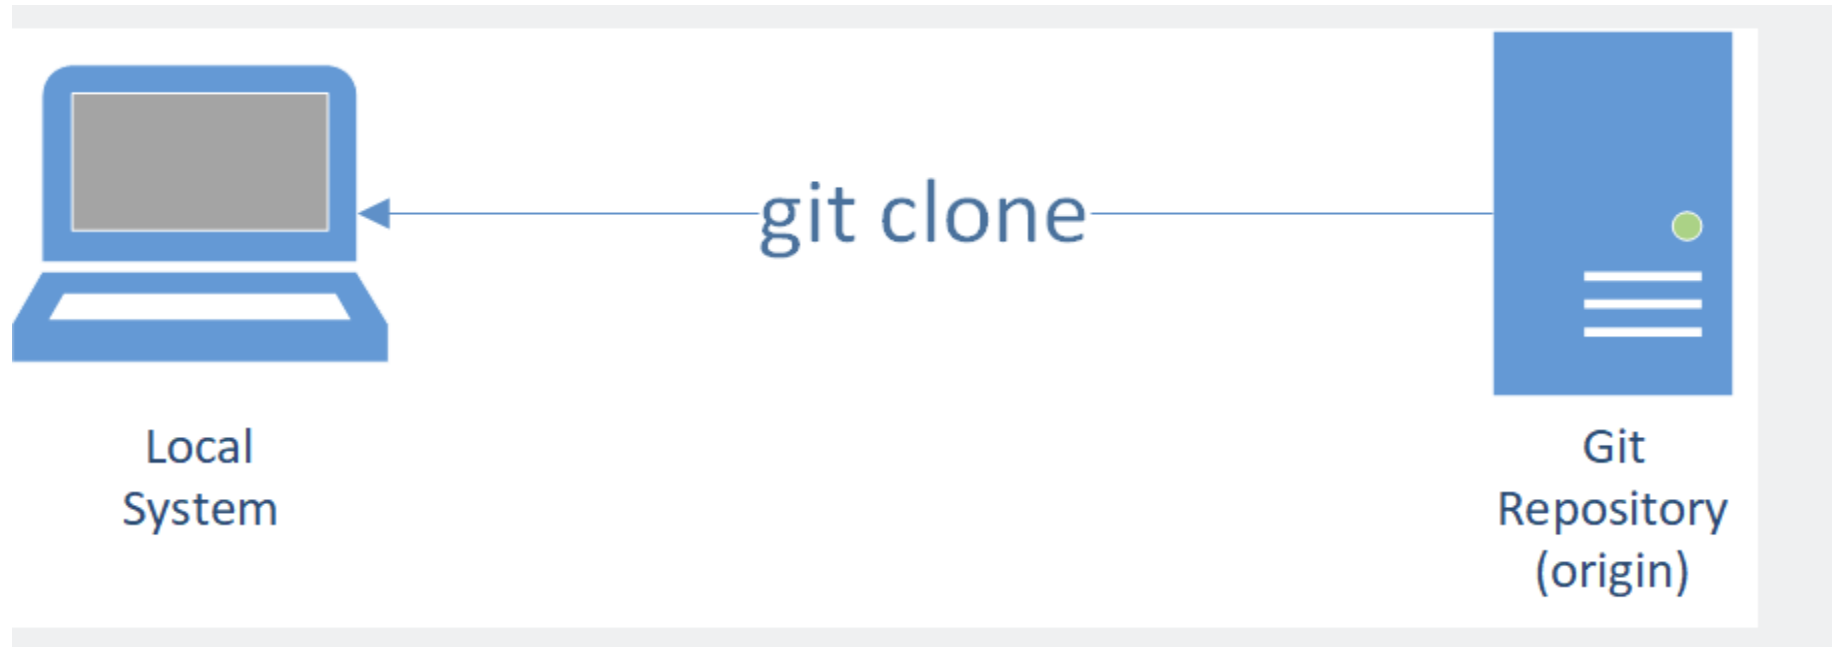 git clone
Local
System
Git
Repository
(origin)